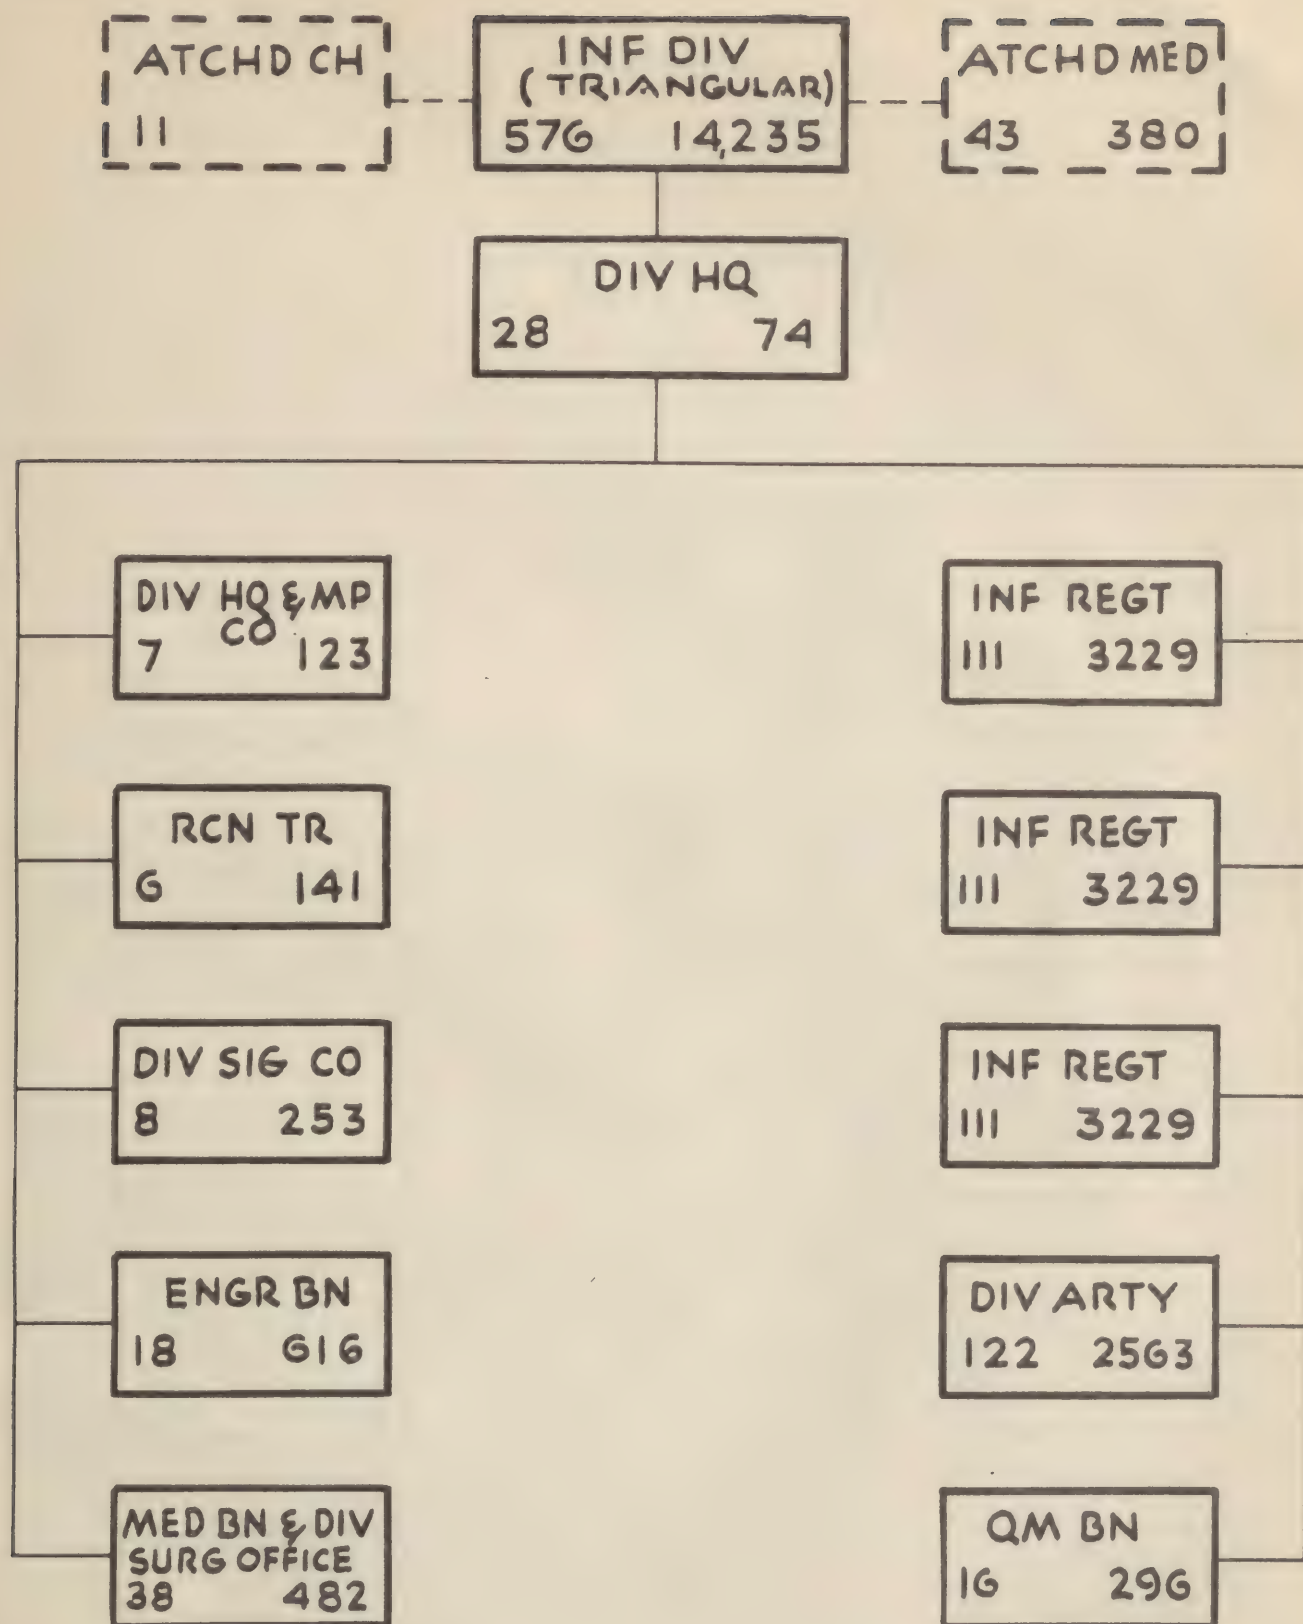 ATCHD CH
11
INF DIV
(TRIANGULAR)
576 14,235
ATCHD MED
43 380
DIV HQ
28 74
DIV HQ & MP
CO
7 123
RCN TR
6 141
DIV SIG CO
8 253
ENGR BN
18 616
MED BN & DIV
SURG OFFICE
38 482
INF REGT
111 3229
INF REGT
111 3229
INF REGT
111 3229
DIV ARTY
122 2563
QM BN
16 296